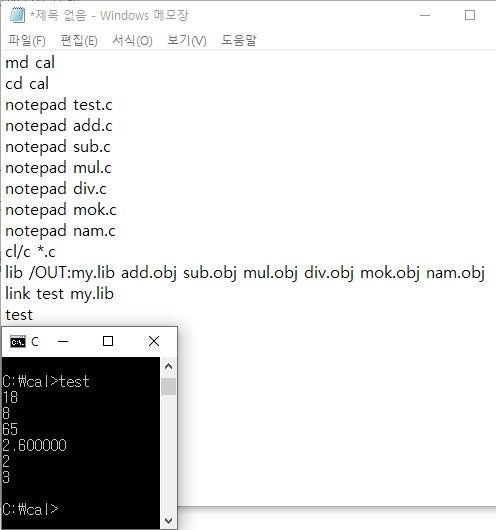 *제목 없음 - Windows 메모장
파일(F) 편집(E) 서식(O) 보기(V) 도움말
md cal
cd cal
notepad test.c
notepad add.c
notepad sub.c
notepad mul.c
notepad div.c
notepad mok.c
notepad nam.c
cl/c *.c
lib /OUT:my.lib add.obj sub.obj mul.obj div.obj mok.obj nam.obj
link test my.lib
test
C
C:\cal>test
18
8
65
2.600000
2
3
C:\cal>